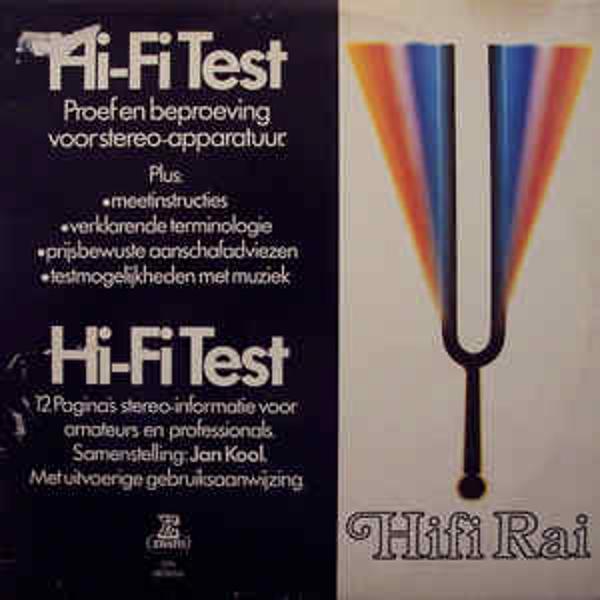 Hi-Fi Test
Proef en beproeving
voor stereo-apparatuur.
Plus:
•meetinstructies
•verklarende terminologie
•prijsbewuste aanschafadviezen
•testmogelijkheden met muziek
Hi-Fi Test
12 Pagina's stereo-informatie voor
amateurs en professionals.
Samenstelling: Jan Kool.
Met uitvoerige gebruiksaanwijzing.
Hifi Rai